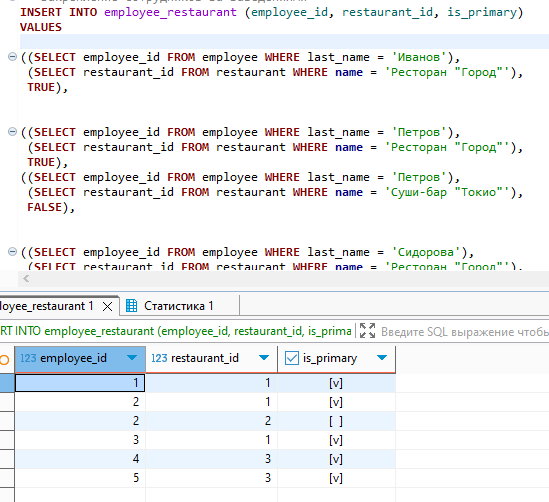 INSERT INTO employee_restaurant (employee_id, restaurant_id, is_primary)
VALUES
((SELECT employee_id FROM employee WHERE last_name = 'Иванов'),
(SELECT restaurant_id FROM restaurant WHERE name = 'Ресторан "Город"'),
TRUE),
((SELECT employee_id FROM employee WHERE last_name = 'Петров'),
(SELECT restaurant_id FROM restaurant WHERE name = 'Ресторан "Город"'),
TRUE),
((SELECT employee_id FROM employee WHERE last_name = 'Петров'),
(SELECT restaurant_id FROM restaurant WHERE name = 'Суши-бар "Токио"'),
FALSE),
((SELECT employee_id FROM employee WHERE last_name = 'Сидорова'),
(SELECT restaurant_id FROM restaurant WHERE name = 'Ресторан "Город"'),
loyee_restaurant 1 Статистика 1
RT INTO employee_restaurant (employee_id, restaurant_id, is_prima Введите SQL выражение чтобы
123 employee_id 123 restaurant_id is_primary
1 1 [v]
2 1 [v]
2 2 [ ]
3 1 [v]
4 3 [v]
5 3 [v]